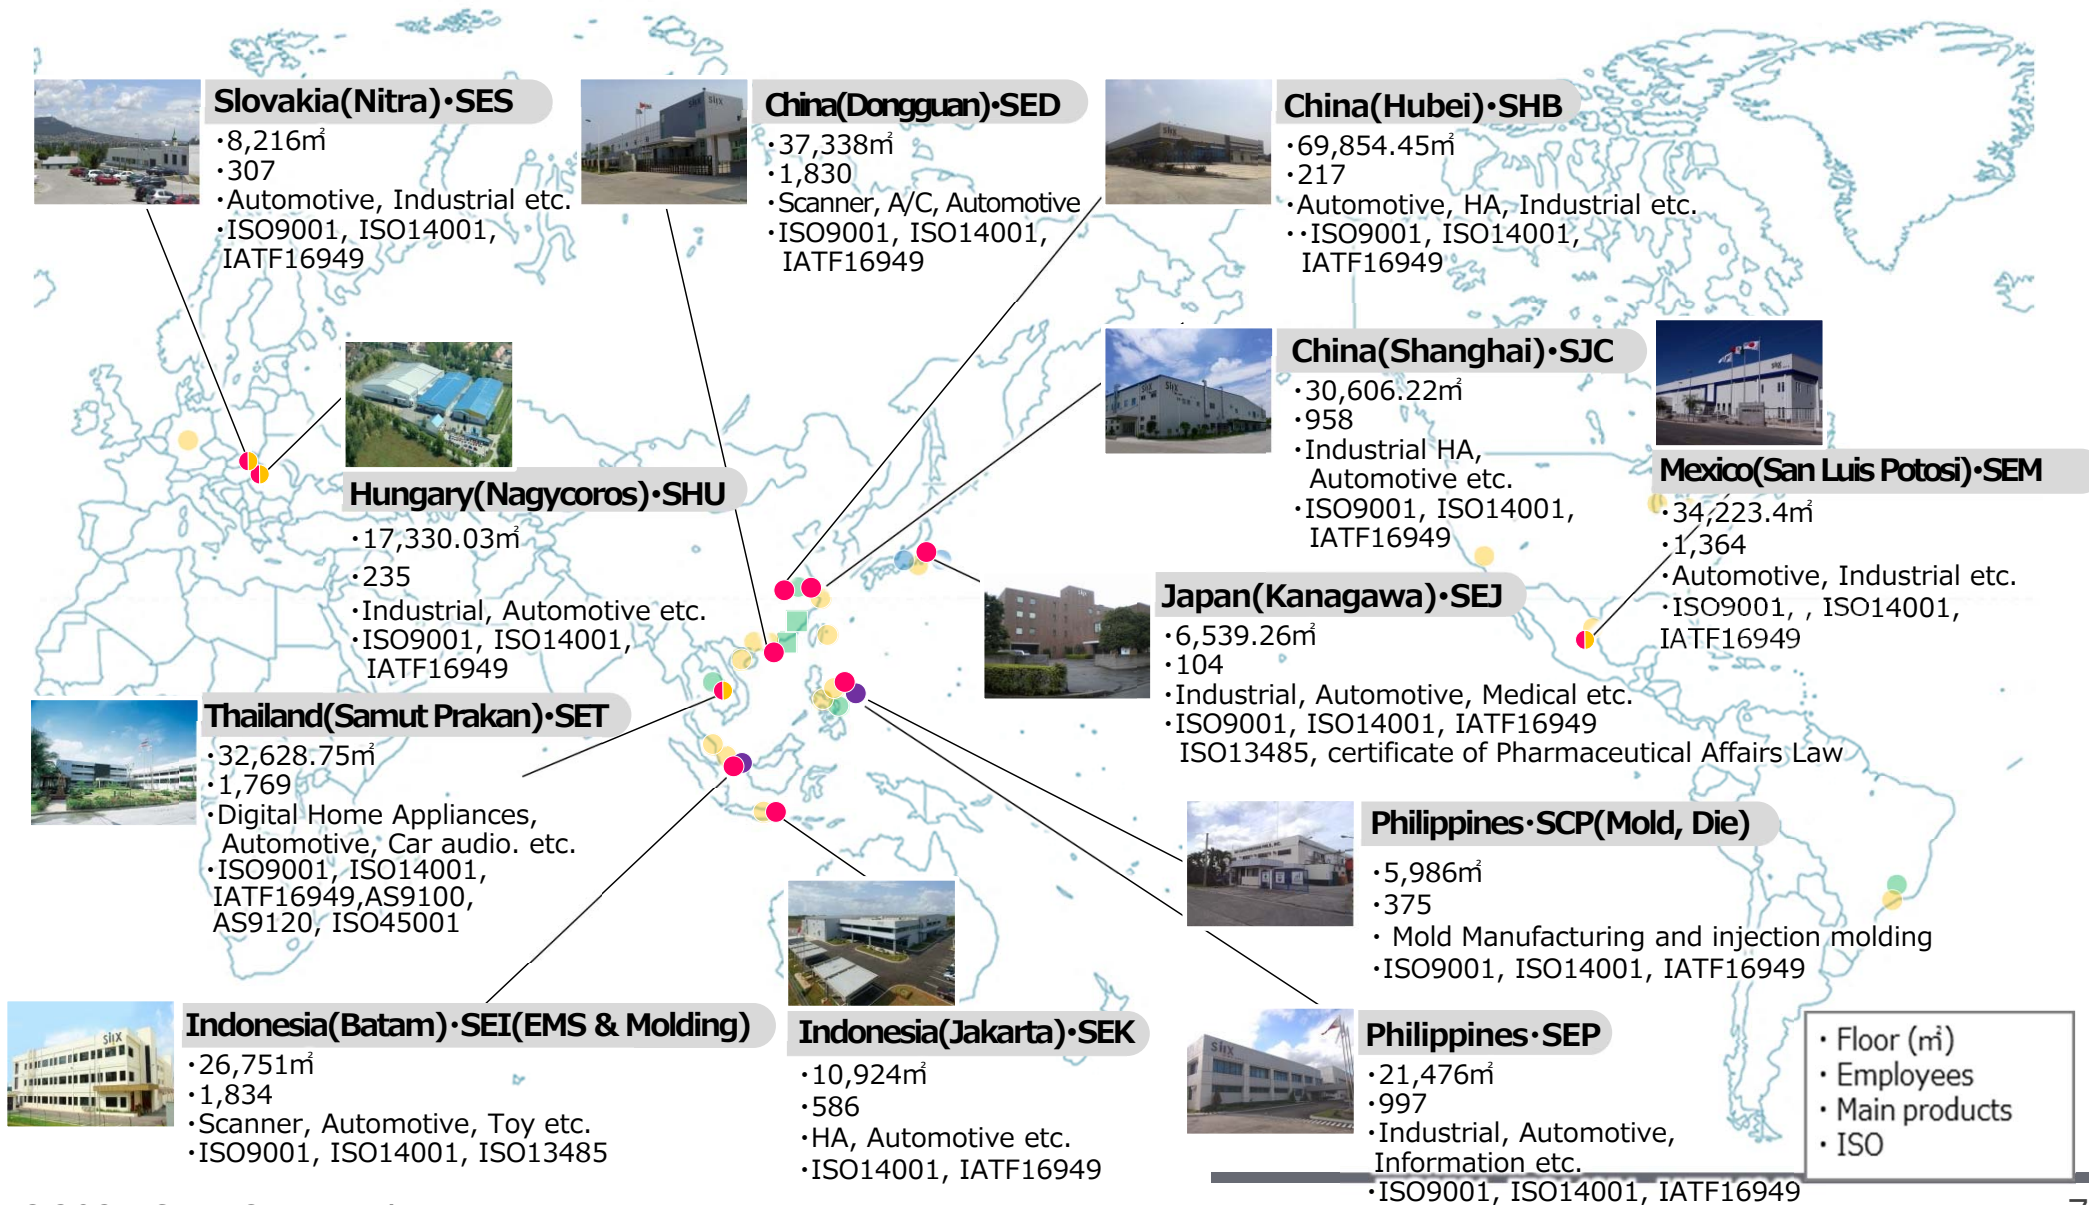 Slovakia(Nitra)・SES
・8,216㎡
・307
・Automotive, Industrial etc.
・ISO9001, ISO14001,
IATF16949
China(Dongguan)・SED
・37,338㎡
・1,830
・Scanner, A/C, Automotive
・ISO9001, ISO14001,
IATF16949
China(Hubei)・SHB
・69,854.45㎡
・217
・Automotive, HA, Industrial etc.
・・ISO9001, ISO14001,
IATF16949
China(Shanghai)・SJC
・30,606.22㎡
・958
・Industrial HA,
Automotive etc.
・ISO9001, ISO14001,
IATF16949
Mexico(San Luis Potosi)・SEM
・34,223.4㎡
・1,364
・Automotive, Industrial etc.
・ISO9001, , ISO14001,
IATF16949
Hungary(Nagycoros)・SHU
・17,330.03㎡
・235
・Industrial, Automotive etc.
・ISO9001, ISO14001,
IATF16949
Japan(Kanagawa)・SEJ
・6,539.26㎡
・104
・Industrial, Automotive, Medical etc.
・ISO9001, ISO14001, IATF16949
ISO13485, certificate of Pharmaceutical Affairs Law
Thailand(Samut Prakan)・SET
・32,628.75㎡
・1,769
・Digital Home Appliances,
Automotive, Car audio. etc.
・ISO9001, ISO14001,
IATF16949,AS9100,
AS9120, ISO45001
Philippines・SCP(Mold, Die)
・5,986㎡
・375
・ Mold Manufacturing and injection molding
・ISO9001, ISO14001, IATF16949
Indonesia(Batam)・SEI(EMS & Molding)
・26,751㎡
・1,834
・Scanner, Automotive, Toy etc.
・ISO9001, ISO14001, ISO13485
Indonesia(Jakarta)・SEK
・10,924㎡
・586
・HA, Automotive etc.
・ISO14001, IATF16949
Philippines・SEP
・21,476㎡
・997
・Industrial, Automotive,
Information etc.
・ISO9001, ISO14001, IATF16949
・Floor (㎡)
・Employees
・Main products
・ISO
7